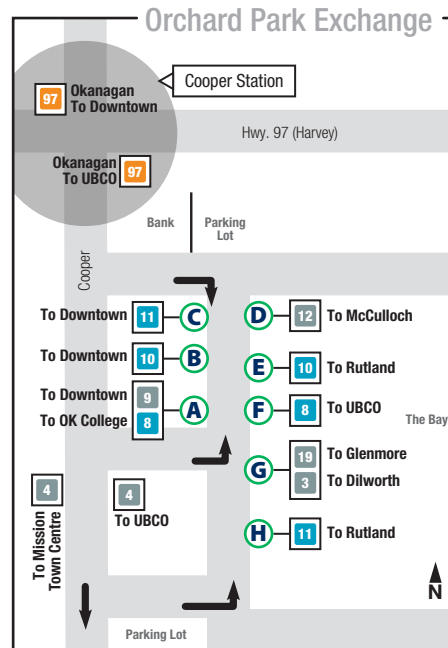 Orchard Park Exchange
97
Okanagan
To Downtown
Cooper Station
Hwy. 97 (Harvey)
Okanagan
To UBCO
97
Bank
Parking
Lot
Cooper
To Downtown
11
C
D
12
To McCulloch
To Downtown
10
B
E
10
To Rutland
To Downtown
9
To OK College
8
A
F
8
To UBCO
The Bay
G
19
To Glenmore
3
To Dilworth
4
To Mission
Town Centre
4
To UBCO
H
11
To Rutland
N
Parking Lot